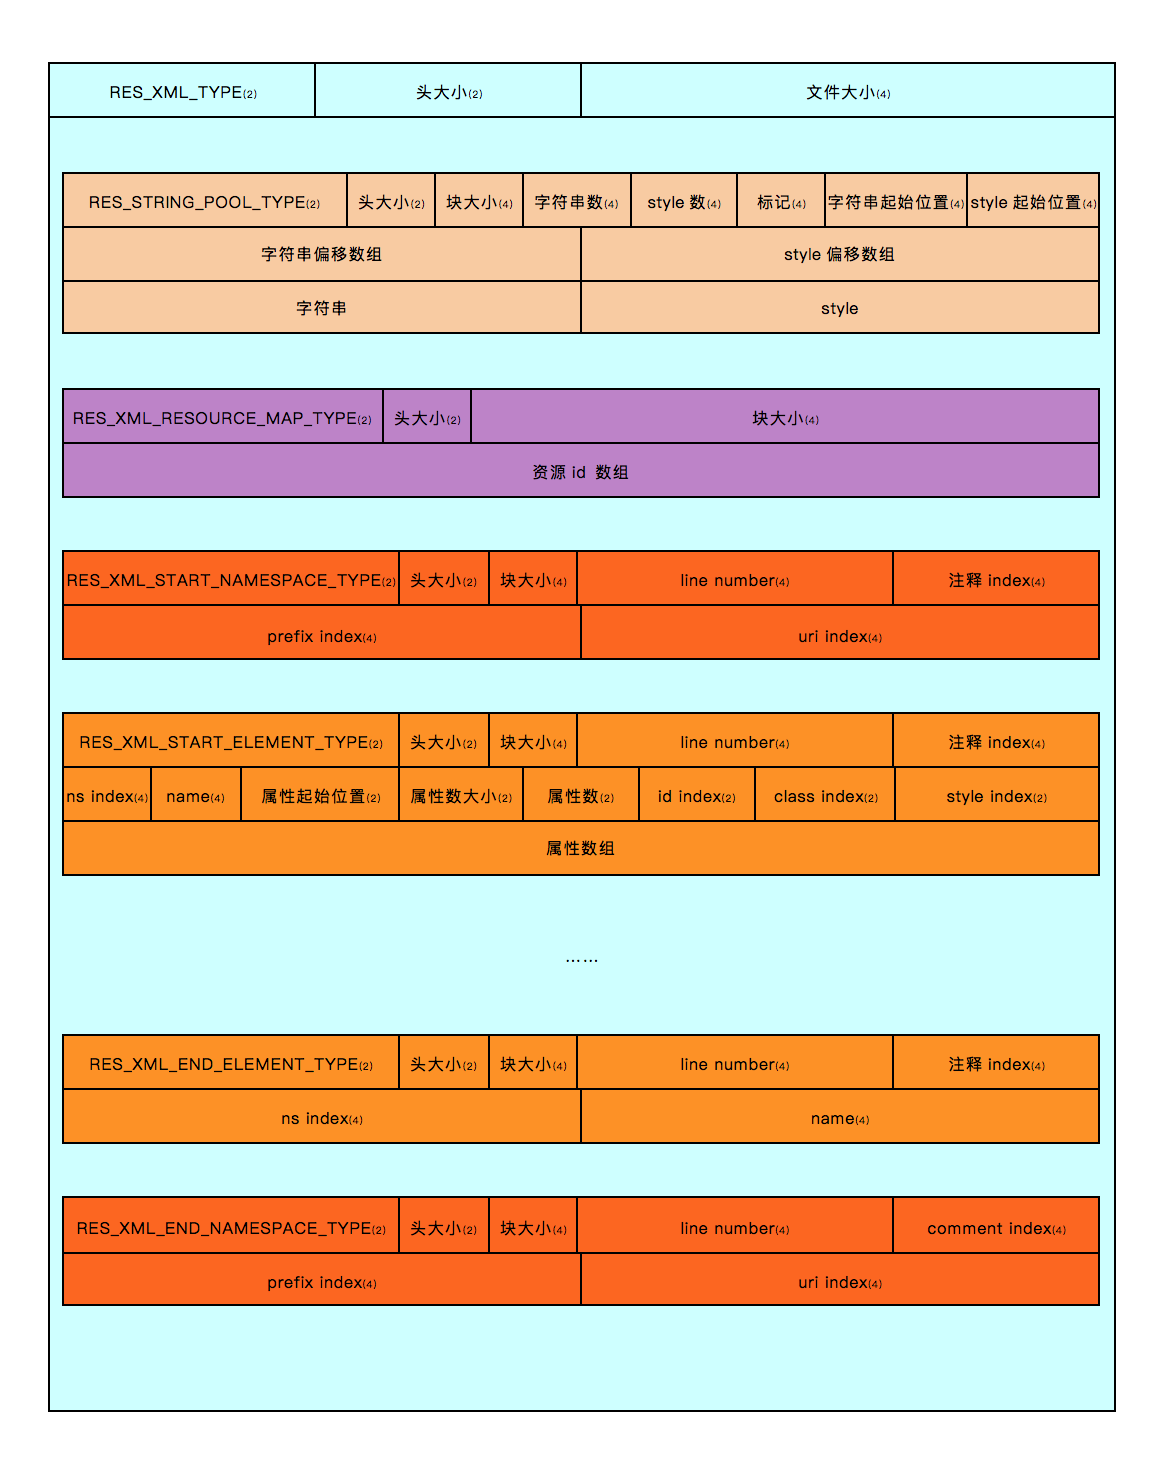 RES_XML_TYPE(2) 头大小(2) 文件大小(4)
RES_STRING_POOL_TYPE(2) 头大小(2) 块大小(4) 字符串数(4) style 数(4) 标记(4) 字符串起始位置(4) style 起始位置(4)
字符串偏移数组 style 偏移数组
字符串 style
RES_XML_RESOURCE_MAP_TYPE(2) 头大小(2) 块大小(4)
资源 id 数组
RES_XML_START_NAMESPACE_TYPE(2) 头大小(2) 块大小(4) line number(4) 注释 index(4)
prefix index(4) uri index(4)
RES_XML_START_ELEMENT_TYPE(2) 头大小(2) 块大小(4) line number(4) 注释 index(4)
ns index(4) name(4) 属性起始位置(2) 属性数大小(2) 属性数(2) id index(2) class index(2) style index(2)
属性数组
……
RES_XML_END_ELEMENT_TYPE(2) 头大小(2) 块大小(4) line number(4) 注释 index(4)
ns index(4) name(4)
RES_XML_END_NAMESPACE_TYPE(2) 头大小(2) 块大小(4) line number(4) comment index(4)
prefix index(4) uri index(4)